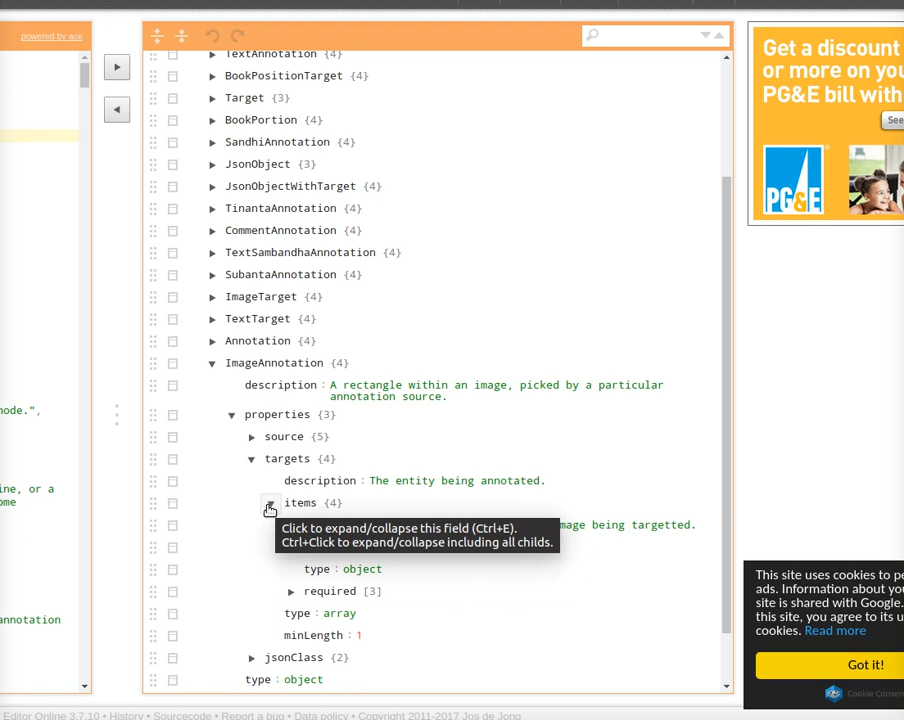 powered by ace
TextAnnotation {4}
BookPositionTarget {4}
Target {3}
BookPortion {4}
SandhiAnnotation {4}
JsonObject {3}
JsonObjectWithTarget {4}
TinantaAnnotation {4}
CommentAnnotation {4}
TextSambandhaAnnotation {4}
SubantaAnnotation {4}
ImageTarget {4}
TextTarget {4}
Annotation {4}
ImageAnnotation {4}
description : A rectangle within an image, picked by a particular
annotation source.
properties {3}
source {5}
targets {4}
description : The entity being annotated.
items {4}
mage being targetted.
Click to expand/collapse this field (Ctrl+E).
Ctrl+Click to expand/collapse including all childs.
type : object
required [3]
type : array
minLength : 1
jsonClass {2}
type : object
node.",
ine, or a
ome
annotation
Get a discount
or more on you
PG&E bill with
See
PG&E
This site uses cookies to pe
ads. Information about you
site is shared with Google.
this site, you agree to its u
cookies. Read more
Got it!
Cookie Consen
Editor Online 3.7.10 • History • Sourcecode • Report a bug • Data policy • Copyright 2011-2017 Jos de Jong